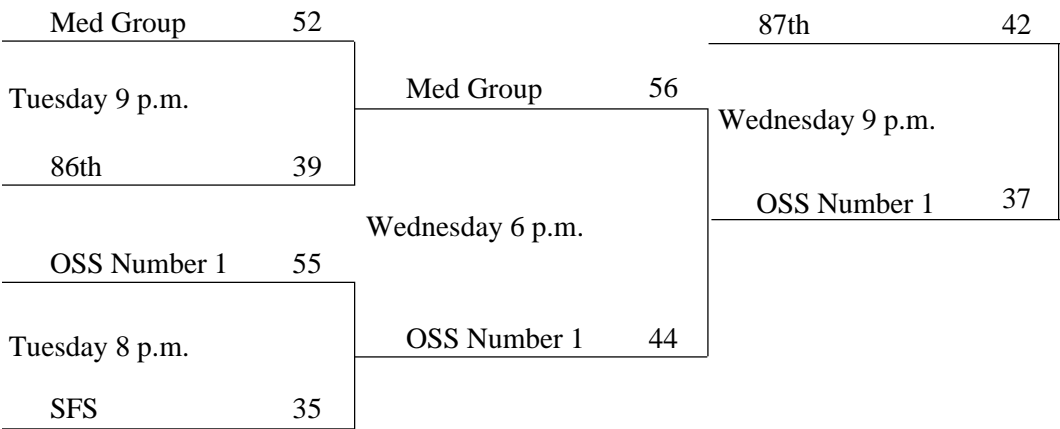 Med Group 52
Tuesday 9 p.m.
86th 39
OSS Number 1 55
Tuesday 8 p.m.
SFS 35
Med Group 56
Wednesday 6 p.m.
OSS Number 1 44
87th 42
Wednesday 9 p.m.
OSS Number 1 37